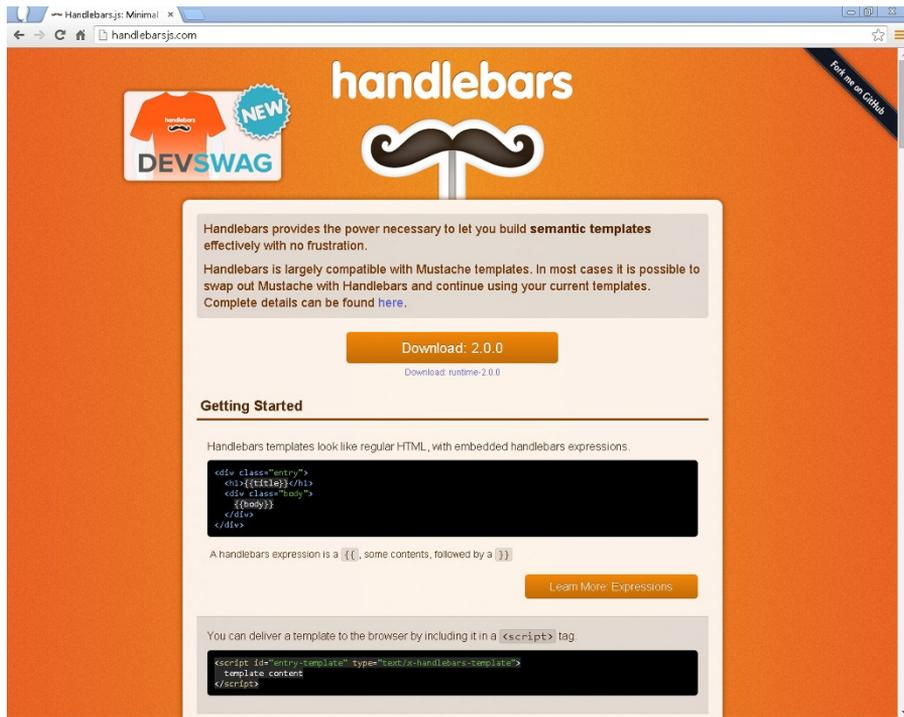 Handlebars.js: Minimal
handlebarsjs.com
Fork me on GitHub
handlebars
handlebars
NEW
DEVSWAG
Handlebars provides the power necessary to let you build semantic templates
effectively with no frustration.
Handlebars is largely compatible with Mustache templates. In most cases it is possible to
swap out Mustache with Handlebars and continue using your current templates.
Complete details can be found here.
Download: 2.0.0
Download: runtime-2.0.0
Getting Started
Handlebars templates look like regular HTML, with embedded handlebars expressions.
<div class="entry">
<h1>{{title}}</h1>
<div class="body">
{{body}}
</div>
</div>
A handlebars expression is a {{, some contents, followed by a }}
Learn More: Expressions
You can deliver a template to the browser by including it in a <script> tag.
<script id="entry-template" type="text/x-handlebars-template">
template content
</script>